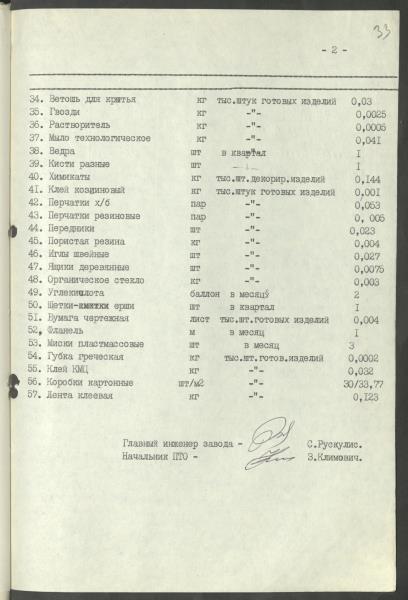 33
- 2 -
34. Ветошь для крытья кг тыс.штук готовых изделий 0,03
35. Гвозди кг -"- 0,0025
36. Растворитель кг -"- 0,0005
37. Мыло технологическое кг -"- 0,041
38. Ведра шт в квартал I
39. Кисти разные шт -"- I
40. Химикаты кг тыс.шт.декорир.изделий 0,144
41. Клей козциновый кг тыс.штук готовых изделий 0,001
42. Перчатки х/б пар -"- 0,053
43. Перчатки резиновые пар -"- 0, 005
44. Передники шт -"- 0,023
45. Пористая резина кг -"- 0,004
46. Иглы швейные шт -"- 0,027
47. Ящики деревянные шт -"- 0,0075
48. Органическое стекло кг -"- 0,003
49. Углекислота баллон в месяц 2
50. Щетки- ерши шт в квартал I
51. Бумага чертежная лист тыс.шт.готовых изделий 0,004
52, Фланель м в месяц I
53. Миски пластмассовые шт в месяц 3
54. Губка греческая кг тыс.шт.готов.изделий 0,0002
55. Клей КМЦ кг -"- 0,032
56. Коробки картонные шт/м2 -"- 30/33,77
57. Лента клеевая кг -"- 0,123
Главный инженер завода - С.Рускулис.
Начальник ПТО - З.Климович.